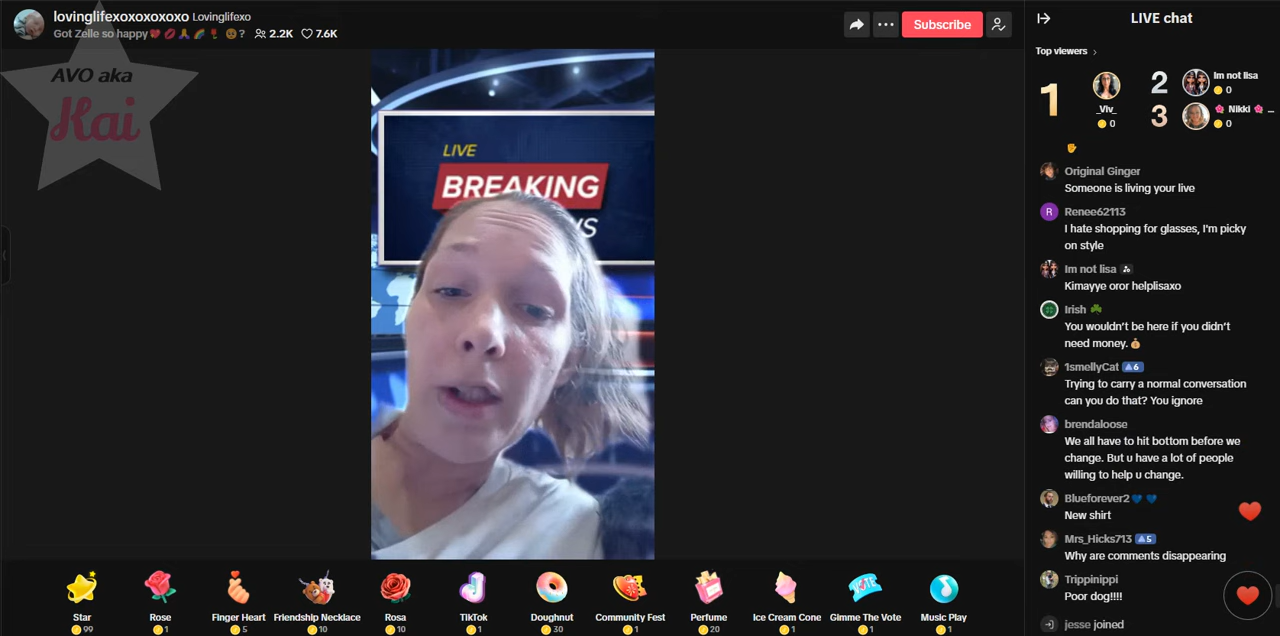 lovinglifexoxoxoxoxo Lovinglifexo
Got Zelle so happy💖💋🎗️🌈🌹😠? 2.2K 7.6K
Subscribe
AVO aka
Kai
LIVE
BREAKING
LIVE chat
Top viewers
1
_Viv_
0
2
Im not lisa
0
3
🌺 Nikki 🌺 _...
0
✋
Original Ginger
Someone is living your live
R
Renee62113
I hate shopping for glasses, I'm picky
on style
Im not lisa
Kimayye oror helplisaxo
Irish ☘️
You wouldn't be here if you didn't
need money.💰
1smellyCat 6
Trying to carry a normal conversation
can you do that? You ignore
brendaloose
We all have to hit bottom before we
change. But u have a lot of people
willing to help u change.
Blueforever2💙 💙
New shirt
Mrs_Hicks713 5
Why are comments disappearing
Trippinippi
Poor dog!!!!
jesse joined
Star
99
Rose
1
Finger Heart
5
Friendship Necklace
10
Rosa
10
TikTok
1
Doughnut
30
Community Fest
1
Perfume
20
Ice Cream Cone
1
VOTE
Gimme The Vote
1
Music Play
1